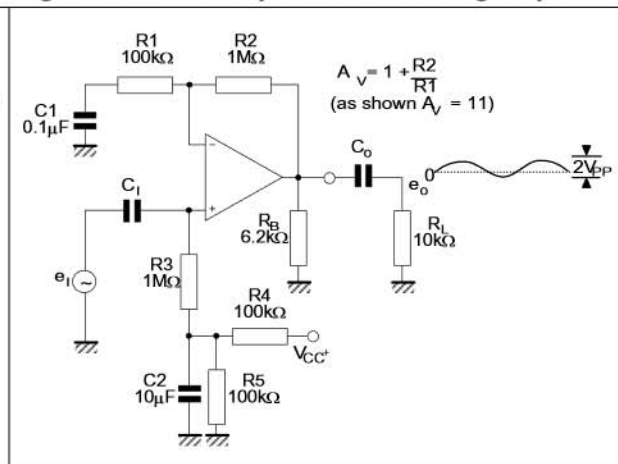 R1
100kΩ
R2
1MΩ
A V = 1 + R2
R1
(as shown AV = 11)
C1
0.1µF
CO
eo
0
2VPP
CI
RB
6.2kΩ
RL
10kΩ
eI
~
R3
1MΩ
R4
100kΩ
VCC+
C2
10µF
R5
100kΩ